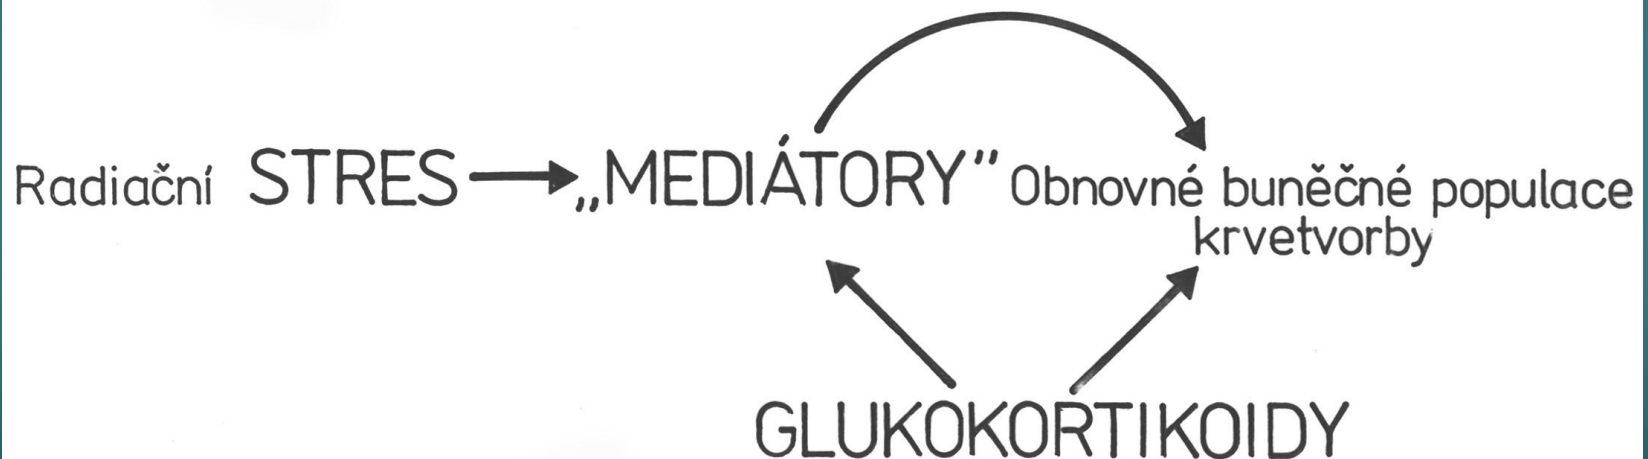 Radiační STRES „MEDIÁTORY” Obnovné buněčné populace
krvetvorby
GLUKOKORTIKOIDY